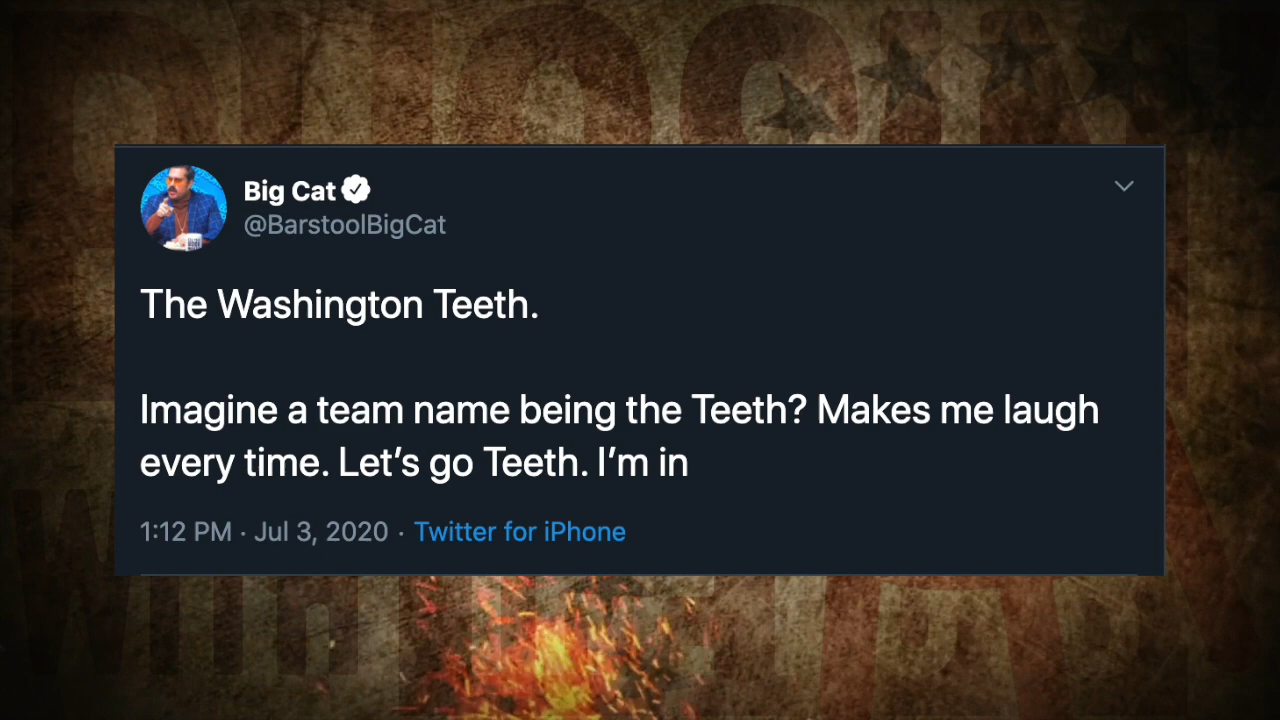 Big Cat
@BarstoolBigCat
The Washington Teeth.
Imagine a team name being the Teeth? Makes me laugh
every time. Let’s go Teeth. I’m in
1:12 PM · Jul 3, 2020 · Twitter for iPhone